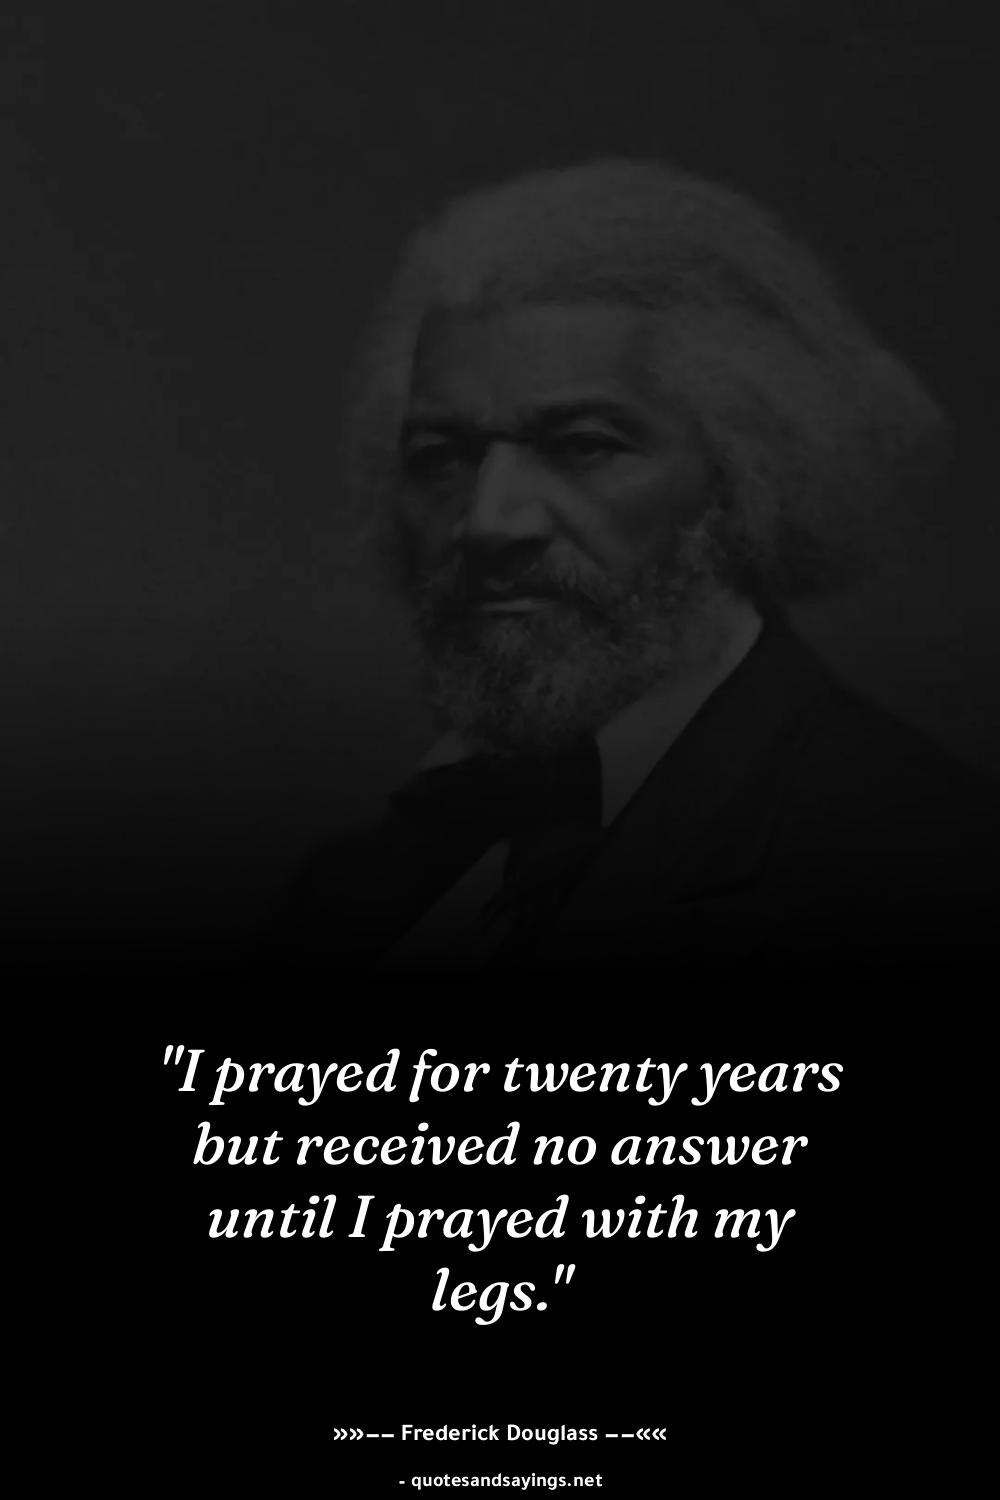 "I prayed for twenty years
but received no answer
until I prayed with my
legs."
»»−− Frederick Douglass −−««
- quotesandsayings.net